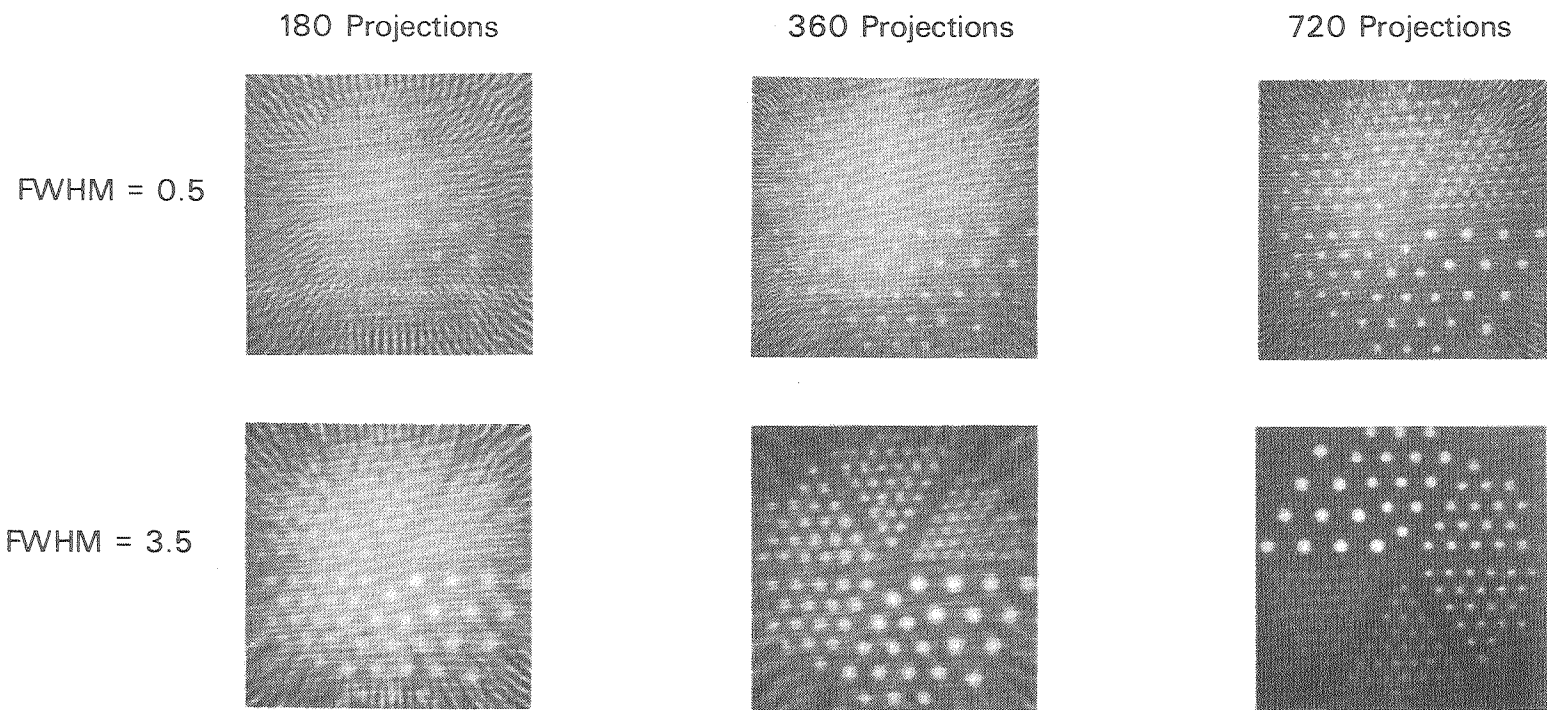 180 Projections
360 Projections
720 Projections
FWHM = 0.5
FWHM = 3.5